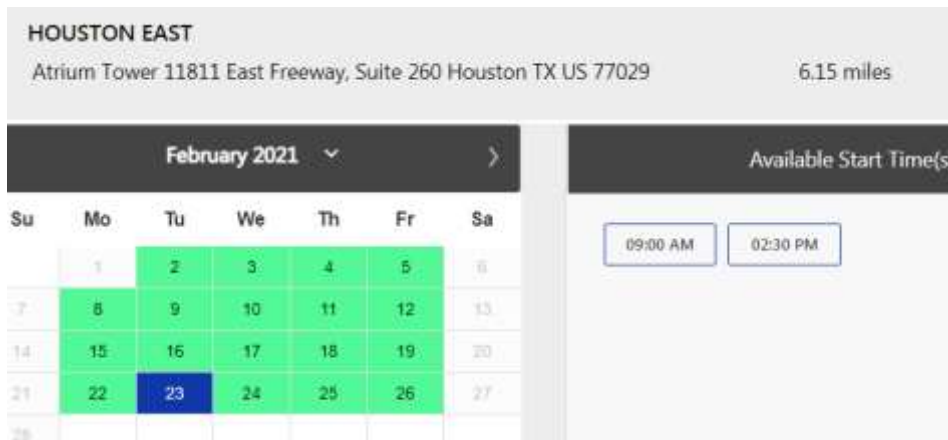 HOUSTON EAST
Atrium Tower 11811 East Freeway, Suite 260 Houston TX US 77029 6.15 miles
February 2021
Available Start Time(s
Su Mo Tu We Th Fr Sa
1 2 3 4 5 6
7 8 9 10 11 12 13
14 15 16 17 18 19 20
21 22 23 24 25 26 27
28
09:00 AM 02:30 PM